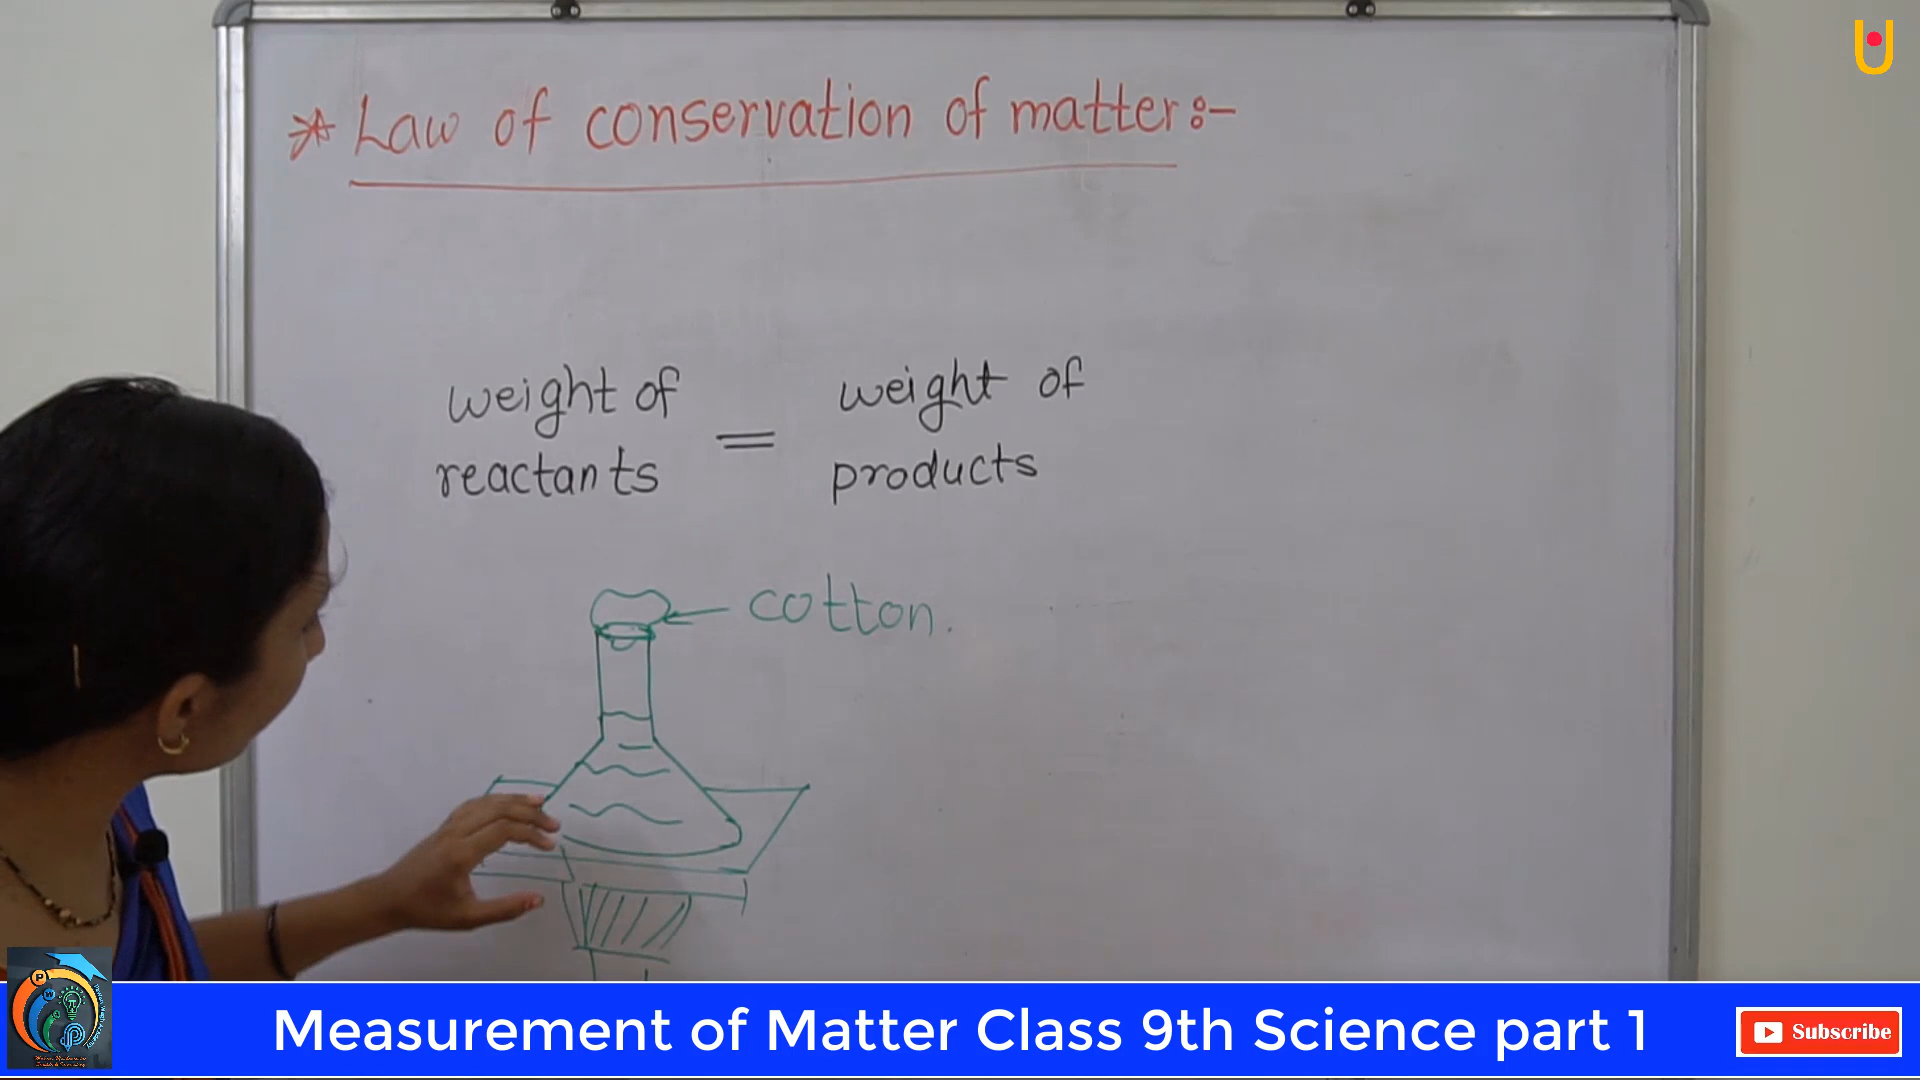 * Law of conservation of matter:-
weight of
reactants
=
weight of
products
cotton.
Measurement of Matter Class 9th Science part 1
Subscribe